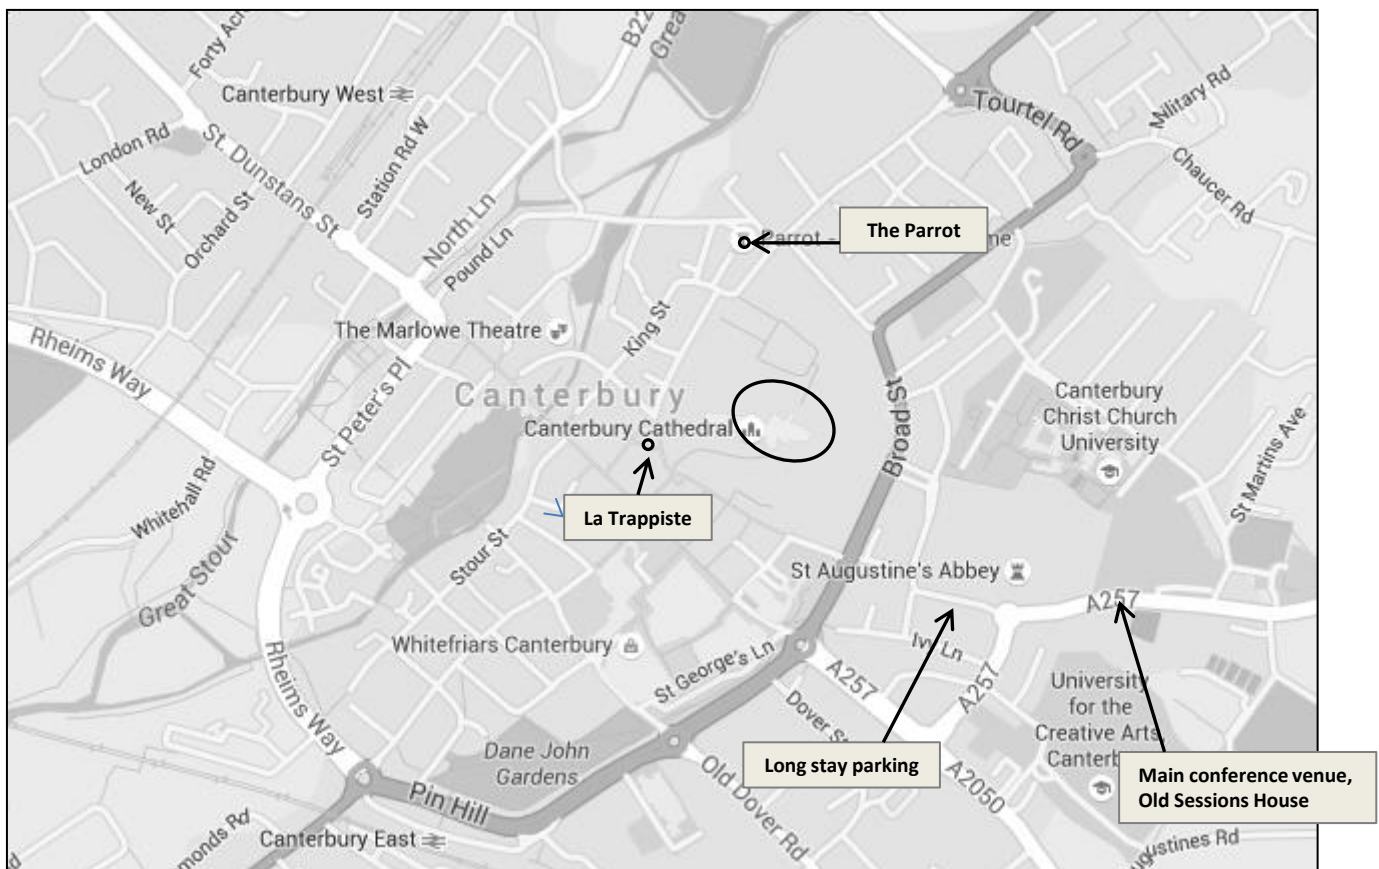 B22
Grea
Forty Acr
Canterbury West
Tourtel Rd
Military Rd
London Rd
St. Dunstans St
Station Rd W
Chaucer Rd
New St
Orchard St
North Ln
Pound Ln
Parrot -
The Parrot
ne
The Marlowe Theatre
King St
Rheims Way
St Peter's Pl
Canterbury
Canterbury Cathedral
Broad St
Canterbury
Christ Church
University
St Martins Ave
Whitehall Rd
La Trappiste
Stour St
Great Stout
St Augustine's Abbey
A257
Whitefriars Canterbury
Ivy Ln
St George's Ln
A257
A257
University
for the
Creative Arts,
Canterb
Rheims Way
Dover St
Dane John
Gardens
Long stay parking
Main conference venue,
Old Sessions House
Old Dover Rd
A2050
Pin Hill
Canterbury East
monds Rd
d
ugustines Rd